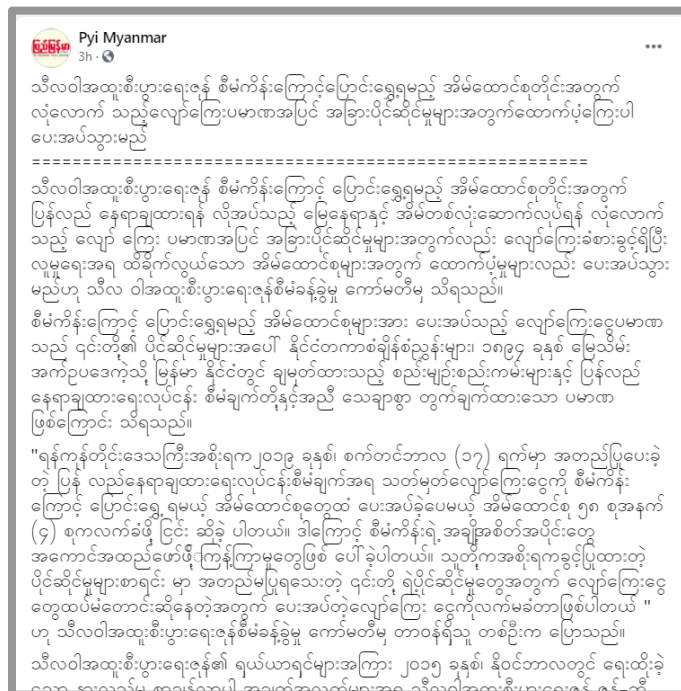 ပြည်မြန်မာ
Pyi Myanmar
3h ·
သီလဝါအထူးစီးပွားရေးဇုန် စီမံကိန်းကြောင့်ပြောင်းရွှေ့ရမည့် အိမ်ထောင်စုတိုင်းအတွက်
လုံလောက် သည့်လျော်ကြေးပမာဏအပြင် အခြားပိုင်ဆိုင်မှုများအတွက်ထောက်ပံ့ကြေးပါ
ပေးအပ်သွားမည်
=======================================================
သီလဝါအထူးစီးပွားရေးဇုန် စီမံကိန်းကြောင့် ပြောင်းရွှေ့ရမည့် အိမ်ထောင်စုတိုင်းအတွက်
ပြန်လည် နေရာချထားရန် လိုအပ်သည့် မြေနေရာနှင့် အိမ်တစ်လုံးဆောက်လုပ်ရန် လုံလောက်
သည့် လျော် ကြေး ပမာဏအပြင် အခြားပိုင်ဆိုင်မှုများအတွက်လည်း လျော်ကြေးခံစားခွင့်ရှိပြီး
လူမှုရေးအရ ထိခိုက်လွယ်သော အိမ်ထောင်စုများအတွက် ထောက်ပံ့မှုများလည်း ပေးအပ်သွား
မည်ဟု သီလ ဝါအထူးစီးပွားရေးဇုန်စီမံခန့်ခွဲမှု ကော်မတီမှ သိရသည်။
စီမံကိန်းကြောင့် ပြောင်းရွှေ့ရမည့် အိမ်ထောင်စုများအား ပေးအပ်သည့် လျော်ကြေးငွေပမာဏ
သည် ၎င်းတို့၏ ပိုင်ဆိုင်မှုများအပေါ် နိုင်ငံတကာစံချိန်စံညွှန်းများ၊ ၁၈၉၄ ခုနှစ် မြေသိမ်း
အက်ဥပဒေကဲ့သို့ မြန်မာ နိုင်ငံတွင် ချမှတ်ထားသည့် စည်းမျဉ်းစည်းကမ်းများနှင့် ပြန်လည်
နေရာချထားရေးလုပ်ငန်း စီမံချက်တို့နှင့်အညီ သေချာစွာ တွက်ချက်ထားသော ပမာဏ
ဖြစ်ကြောင်း သိရသည်။
"ရန်ကုန်တိုင်းဒေသကြီးအစိုးရက၂၀၁၉ ခုနှစ်၊ စက်တင်ဘာလ (၁၇) ရက်မှာ အတည်ပြုပေးခဲ့
တဲ့ ပြန် လည်နေရာချထားရေး လုပ်ငန်းစီမံချက်အရ သတ်မှတ်လျော်ကြေးငွေကို စီမံကိန်း
ကြောင့် ပြောင်းရွှေ့ ရမယ့် အိမ်ထောင်စုတွေထံ ပေးအပ်ခဲ့ပေမယ့် အိမ်ထောင်စု ၅၈ စုအနက်
(၄) စုကလက်ခံဖို့ ငြင်း ဆိုခဲ့ ပါတယ်။ ဒါကြောင့် စီမံကိန်းရဲ့ အချို့အစိတ်အပိုင်းတွေ
အကောင်အထည်ဖော်ဖို့ကြန့်ကြာမှုတွေဖြစ် ပေါ်ခဲ့ပါတယ်။ သူတို့ကအစိုးရကခွင့်ပြုထားတဲ့
ပိုင်ဆိုင်မှုများစာရင်း မှာ အတည်မပြုရသေးတဲ့ ၎င်းတို့ ရဲ့ပိုင်ဆိုင်မှုတွေအတွက် လျော်ကြေးငွေ
တွေထပ်မံတောင်းဆိုနေတဲ့အတွက် ပေးအပ်တဲ့လျော်ကြေး ငွေကိုလက်မခံတာဖြစ်ပါတယ် "
ဟု သီလဝါအထူးစီးပွားရေးဇုန်စီမံခန့်ခွဲမှု ကော်မတီမှ တာဝန်ရှိသူ တစ်ဦးက ပြောသည်။
သီလဝါအထူးစီးပွားရေးဇုန်၏ ရယ်ယာရင်များအကြား ၂၀၁၅ ခုနှစ်၊ နိုဝင်ဘာလတွင် ရေးထိုးခဲ့